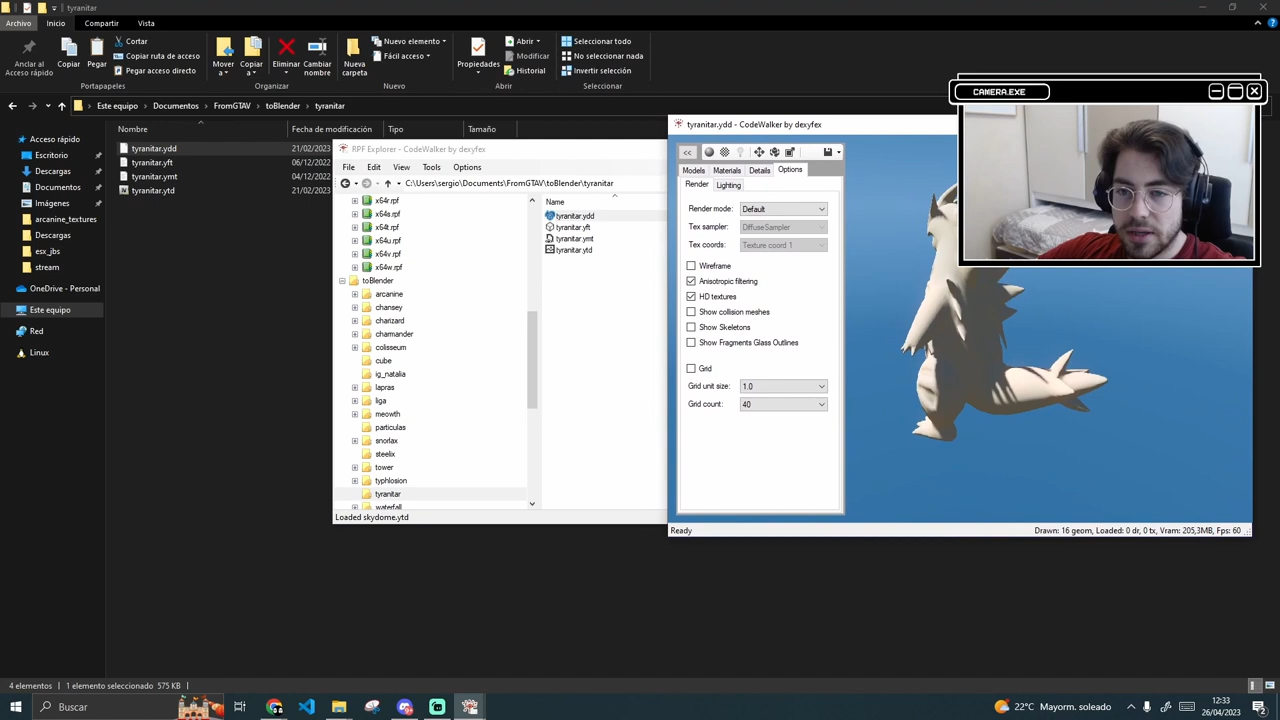 tyranitar
Archivo Inicio Compartir Vista
Anclar al Acceso rápido
Copiar
Pegar
Cortar
Copiar ruta de acceso
Pegar acceso directo
Mover a
Copiar a
Eliminar
Cambiar nombre
Nueva carpeta
Nuevo elemento
Fácil acceso
Propiedades
Abrir
Modificar
Historial
Seleccionar todo
No seleccionar nada
Invertir selección
Portapapeles Organizar Nuevo Abrir Seleccionar
Este equipo Documentos FromGTAV toBlender tyranitar
CAMERA.EXE
Nombre Fecha de modificación Tipo Tamaño
Acceso rápido
Escritorio
Descargas
Documentos
Imágenes
arcanine_textures
Descargas
esx_jbs
stream
OneDrive - Personal
Este equipo
Red
Linux
tyranitar.ydd 21/02/2023
tyranitar.yft 06/12/2022
tyranitar.ymt 04/12/2022
tyranitar.ytd 21/02/2023
RPF Explorer - CodeWalker by dexyfex
File Edit View Tools Options
C:\Users\sergio\Documents\FromGTAV\toBlender\tyranitar
x64r.rpf
x64s.rpf
x64t.rpf
x64u.rpf
x64v.rpf
x64w.rpf
toBlender
arcanine
chansey
charizard
charmander
coliseum
cube
ig_natalia
lapras
liga
meowth
particulas
snorlax
steelix
tower
typhlosion
tyranitar
waterfall
Name
tyranitar.ydd
tyranitar.yft
tyranitar.ymt
tyranitar.ytd
Loaded skydome.ytd
tyranitar.ydd - CodeWalker by dexyfex
<<
Models Materials Details Options
Render Lighting
Render mode: Default
Tex sampler: DiffuseSampler
Tex coords: Texture coord 1
Wireframe
Anisotropic filtering
HD textures
Show collision meshes
Show Skeletons
Show Fragments Glass Outlines
Grid
Grid unit size: 1.0
Grid count: 40
Ready Drawn: 16 geom, Loaded: 0 dr, 0 tx, Vram: 205,3MB, Fps: 60
4 elementos 1 elemento seleccionado 575 KB
Buscar
22°C Mayorm. soleado
12:33
26/04/2023